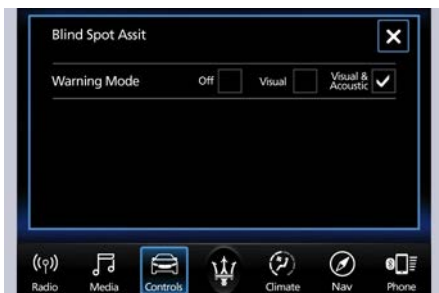 Blind Spot Assit
Warning Mode Off Visual Visual &
Acoustic
Radio Media Controls Climate Nav Phone